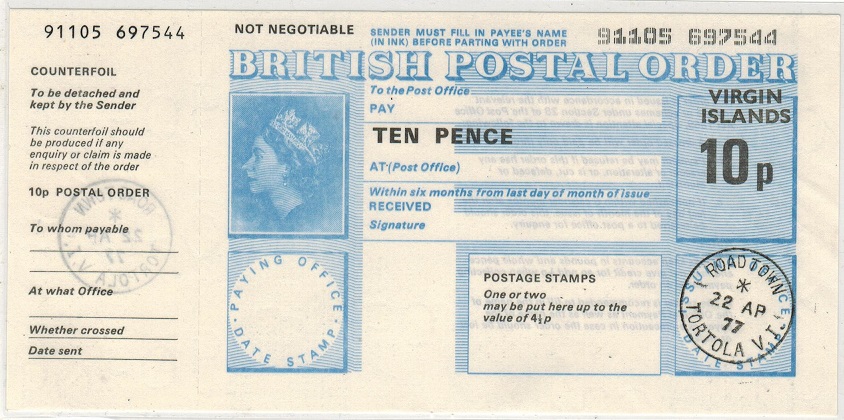 91105 697544
COUNTERFOIL
To be detached and
kept by the Sender
This counterfoil should
be produced if any
enquiry or claim is made
in respect of the order
10p POSTAL ORDER
To whom payable
At what Office
Whether crossed
Date sent
NOT NEGOTIABLE
SENDER MUST FILL IN PAYEE'S NAME
(IN INK) BEFORE PARTING WITH ORDER
91105 697544
BRITISH POSTAL ORDER
To the Post Office
PAY
TEN PENCE
AT (Post Office)
Within six months from last day of month of issue
RECEIVED
Signature
VIRGIN
ISLANDS
10p
PAYING OFFICE
DATE STAMP
POSTAGE STAMPS
One or two
may be put here up to the
value of 4½p
ROAD TOWN
22 AP
77
TORTOLA V.I.
DATE STAMP